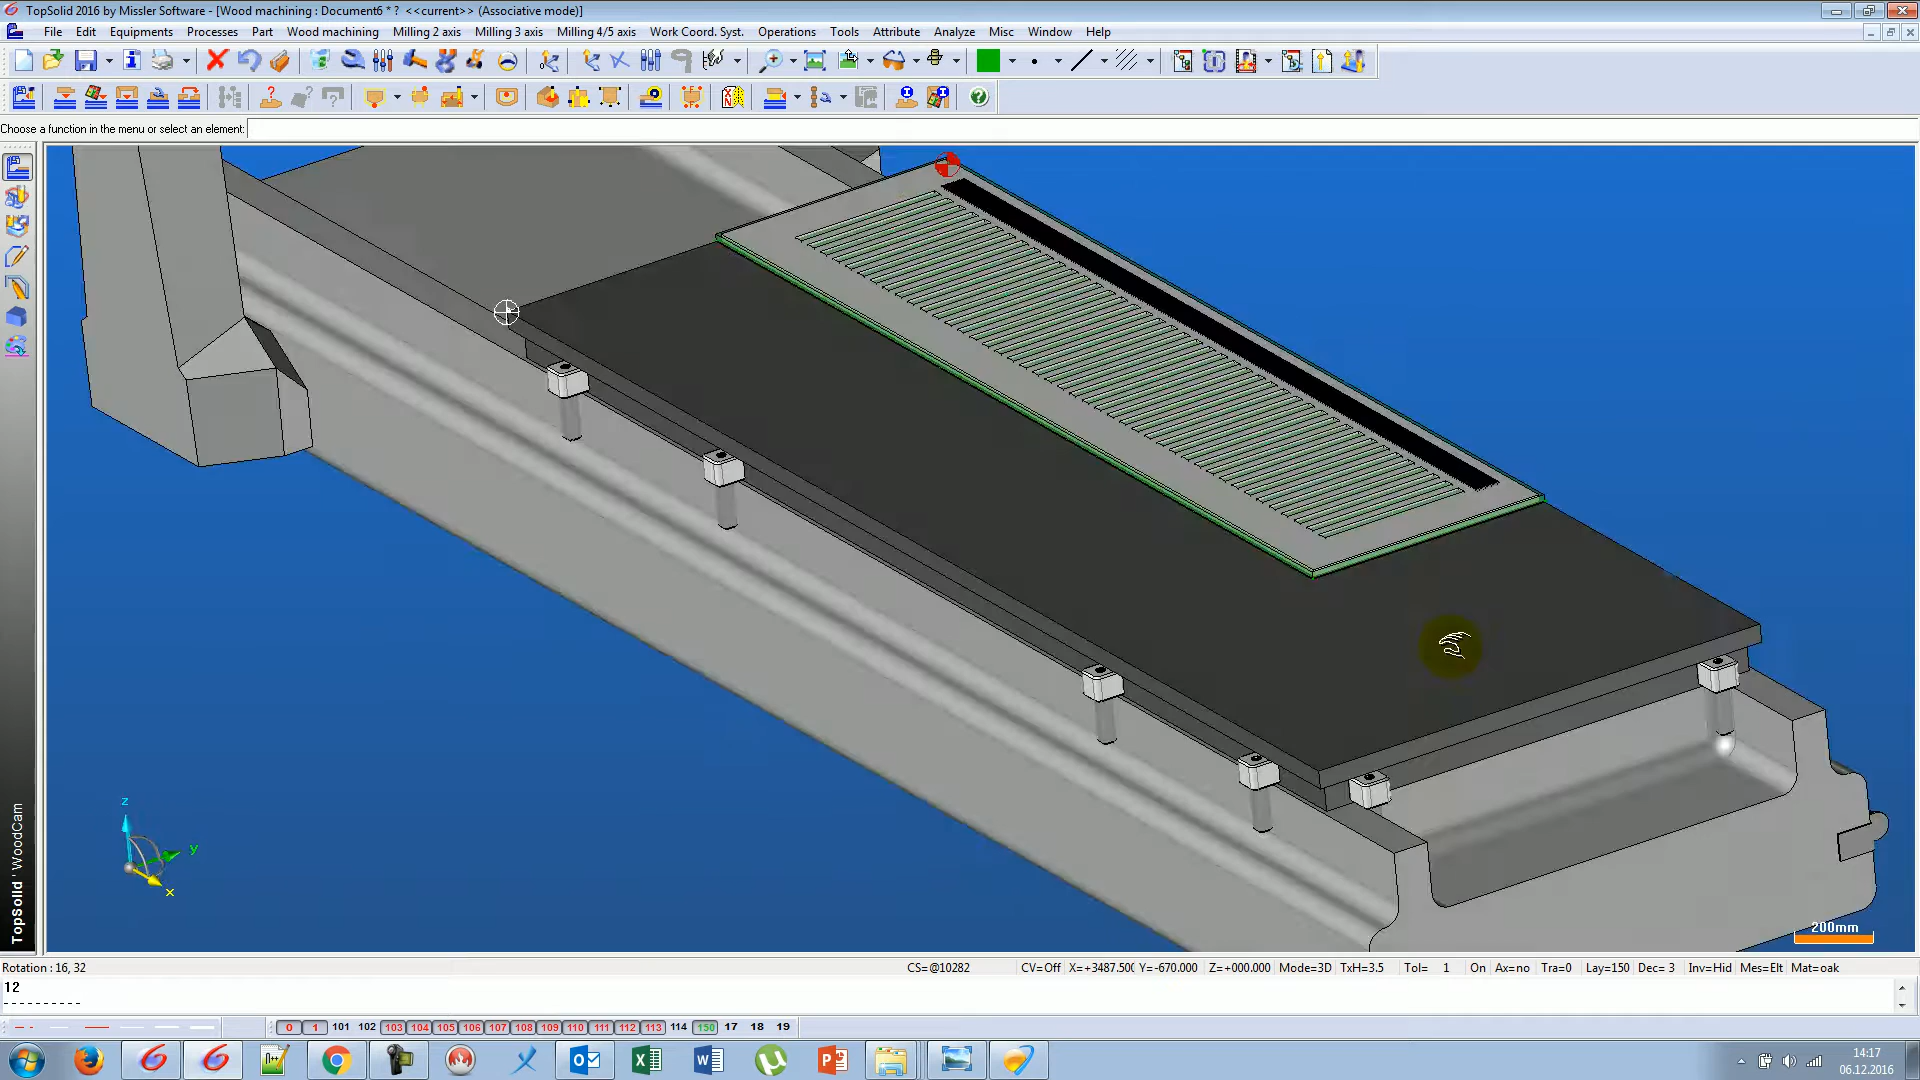 TopSolid 2016 by Missler Software - [Wood machining : Document6 * ? <<current>> (Associative mode)]
File Edit Equipments Processes Part Wood machining Milling 2 axis Milling 3 axis Milling 4/5 axis Work Coord. Syst. Operations Tools Attribute Analyze Misc Window Help
Choose a function in the menu or select an element:
z
y
x
TopSolid'WoodCam
200mm
Rotation : 16, 32 CS=@10282 CV=Off X=+3487.500 Y=-670.000 Z=+000.000 Mode=3D TxH=3.5 Tol= 1 On Ax=no Tra=0 Lay=150 Dec= 3 Inv=Hid Mes=Elt Mat=oak
12
----------
0 1 101 102 103 104 105 106 107 108 109 110 111 112 113 114 150 17 18 19
14:17
06.12.2016